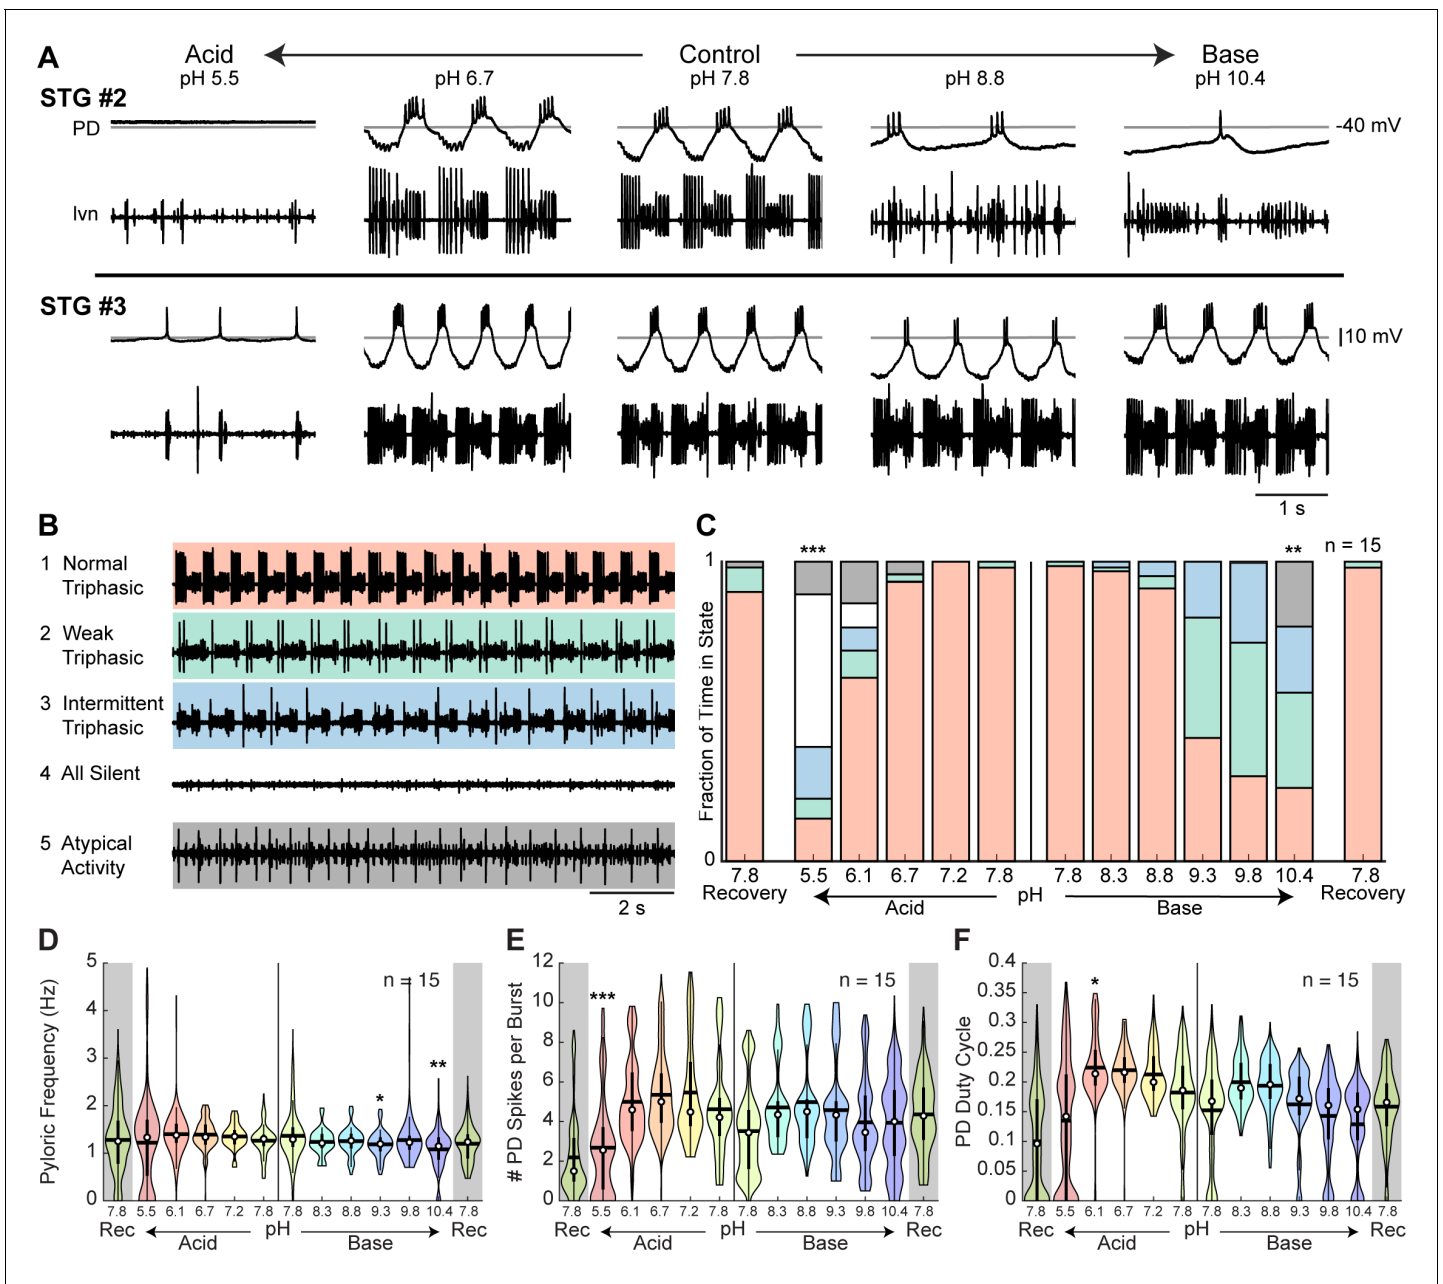 A
Acid
Control
Base
pH 5.5
pH 6.7
pH 7.8
pH 8.8
pH 10.4
STG #2
PD
-40 mV
lvn
STG #3
10 mV
1 s
B
1 Normal Triphasic
2 Weak Triphasic
3 Intermittent Triphasic
4 All Silent
5 Atypical Activity
2 s
C
*** ** n = 15
Fraction of Time in State
1
0
7.8 5.5 6.1 6.7 7.2 7.8 7.8 8.3 8.8 9.3 9.8 10.4 7.8
Recovery Acid pH Base Recovery
D
Pyloric Frequency (Hz)
5
4
3
2
1
0
n = 15
* **
7.8 5.5 6.1 6.7 7.2 7.8 7.8 8.3 8.8 9.3 9.8 10.4 7.8
Rec Acid pH Base Rec
E
# PD Spikes per Burst
12
10
8
6
4
2
0
***
n = 15
7.8 5.5 6.1 6.7 7.2 7.8 7.8 8.3 8.8 9.3 9.8 10.4 7.8
Rec Acid pH Base Rec
F
PD Duty Cycle
0.4
0.35
0.3
0.25
0.2
0.15
0.1
0.05
0
*
n = 15
7.8 5.5 6.1 6.7 7.2 7.8 7.8 8.3 8.8 9.3 9.8 10.4 7.8
Rec Acid pH Base Rec